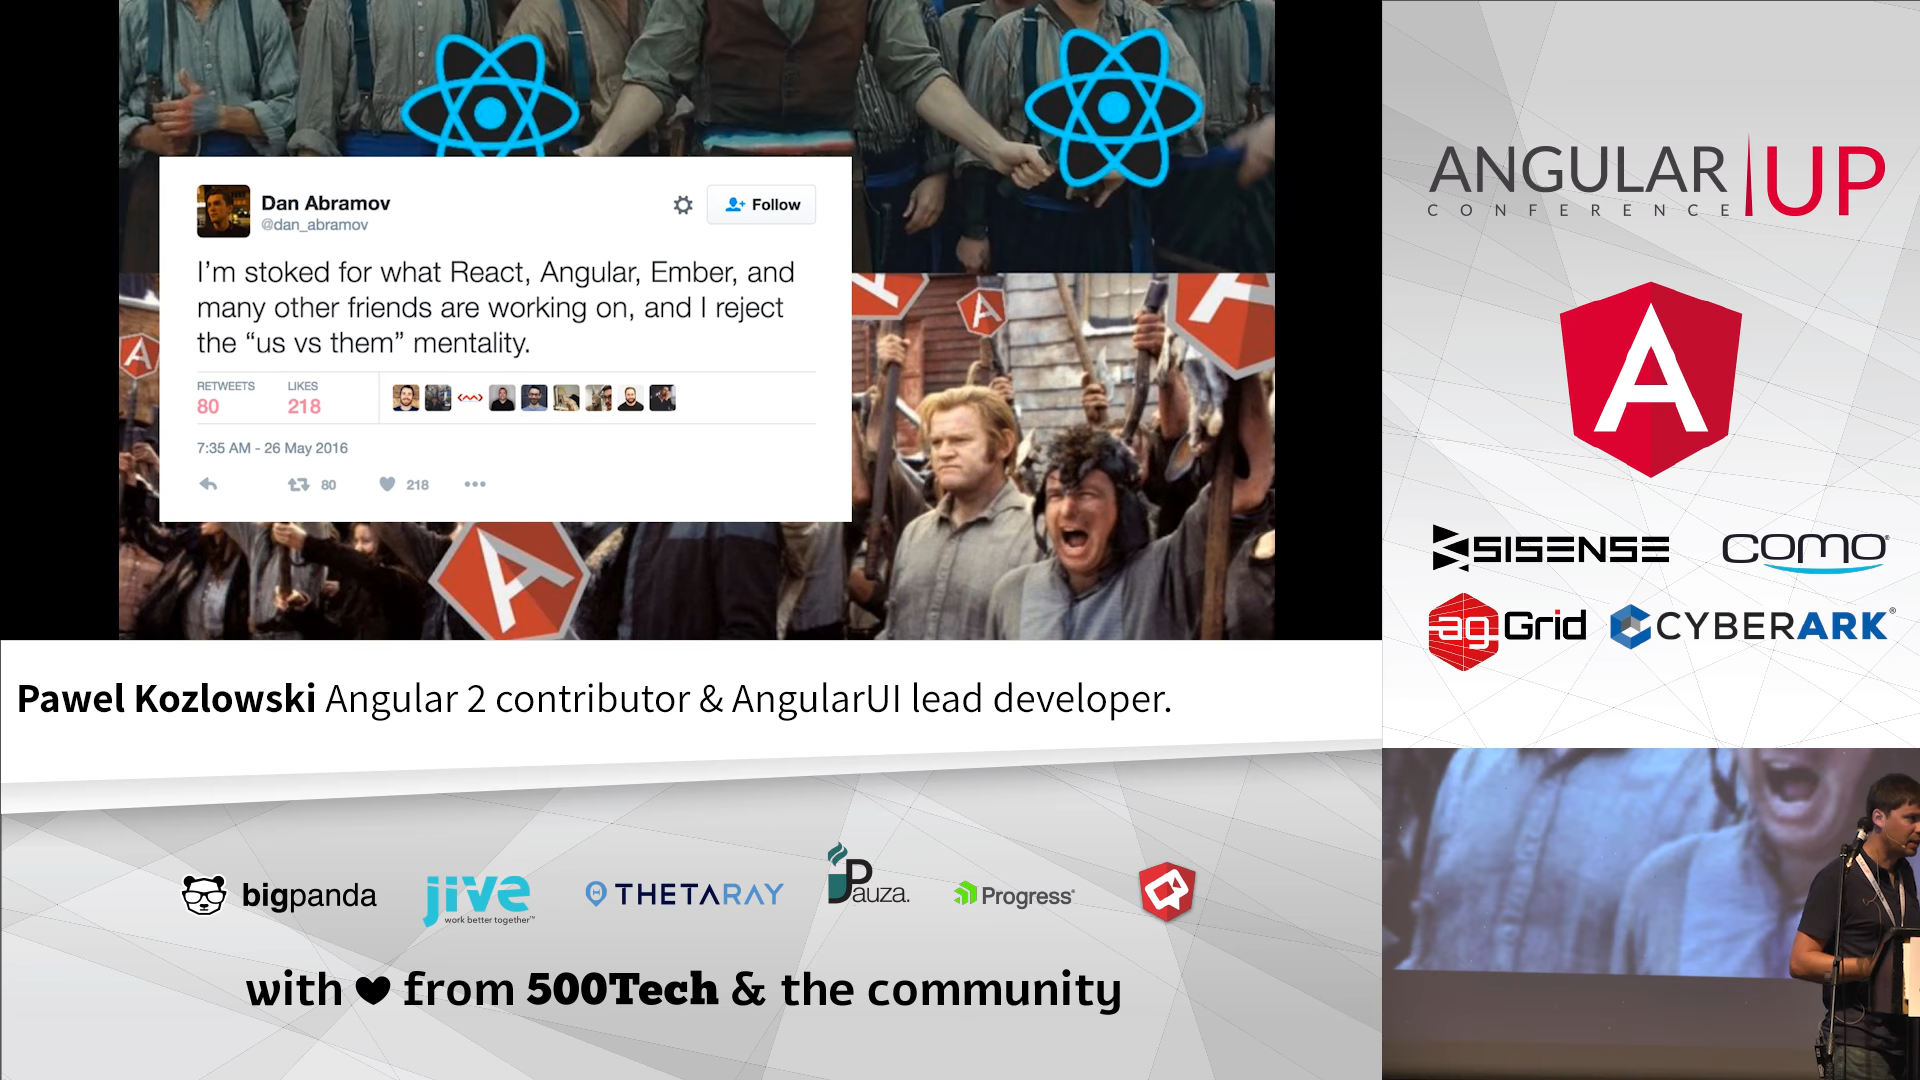 Dan Abramov
@dan_abramov
Follow
I'm stoked for what React, Angular, Ember, and
many other friends are working on, and I reject
the “us vs them” mentality.
RETWEETS LIKES
80 218
7:35 AM - 26 May 2016
80 218
Pawel Kozlowski Angular 2 contributor & AngularUI lead developer.
bigpanda
jive
work better together™
THETARAY
Pauza.
Progress®
with from 500Tech & the community
ANGULAR UP
CONFERENCE
A
SISENSE
como®
ag Grid
CYBERARK®